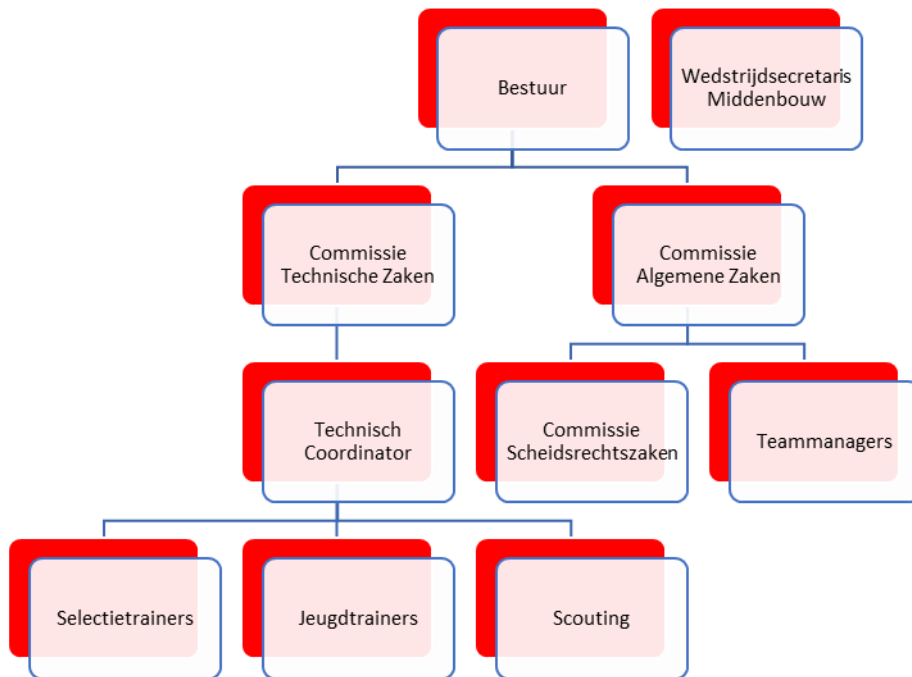 Bestuur
Wedstrijdsecretaris
Middenbouw
Commissie
Technische Zaken
Commissie
Algemene Zaken
Technisch
Coordinator
Commissie
Scheidsrechtszaken
Teammanagers
Selectietrainers
Jeugdtrainers
Scouting